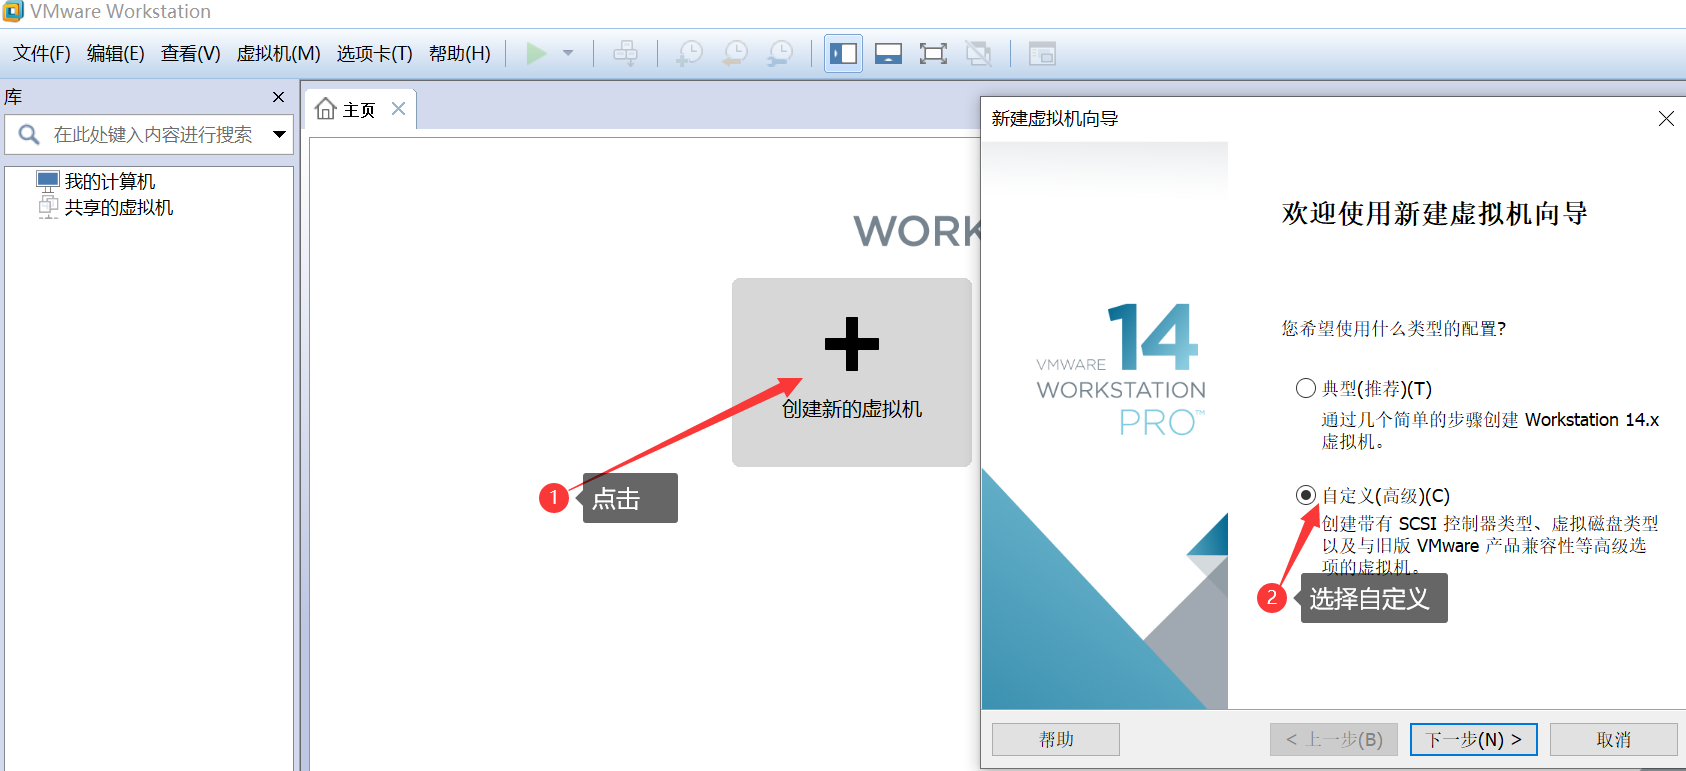 VMware Workstation
文件(F) 编辑(E) 查看(V) 虚拟机(M) 选项卡(T) 帮助(H)
库
在此处键入内容进行搜索
我的计算机
共享的虚拟机
主页
WORK
创建新的虚拟机
1 点击
新建虚拟机向导
14
VMWARE
WORKSTATION
PRO™
欢迎使用新建虚拟机向导
您希望使用什么类型的配置?
典型(推荐)(T)
通过几个简单的步骤创建 Workstation 14.x
虚拟机。
自定义(高级)(C)
创建带有 SCSI 控制器类型、虚拟磁盘类型
以及与旧版 VMware 产品兼容性等高级选
项的虚拟机。
2 选择自定义
帮助
< 上一步(B)
下一步(N) >
取消